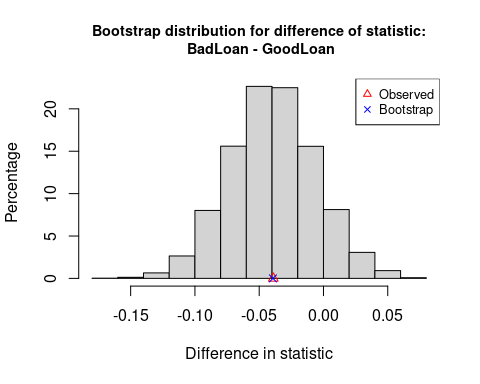 Bootstrap distribution for difference of statistic:
BadLoan - GoodLoan
Observed
Bootstrap
Percentage
20
15
10
5
0
-0.15 -0.10 -0.05 0.00 0.05
Difference in statistic